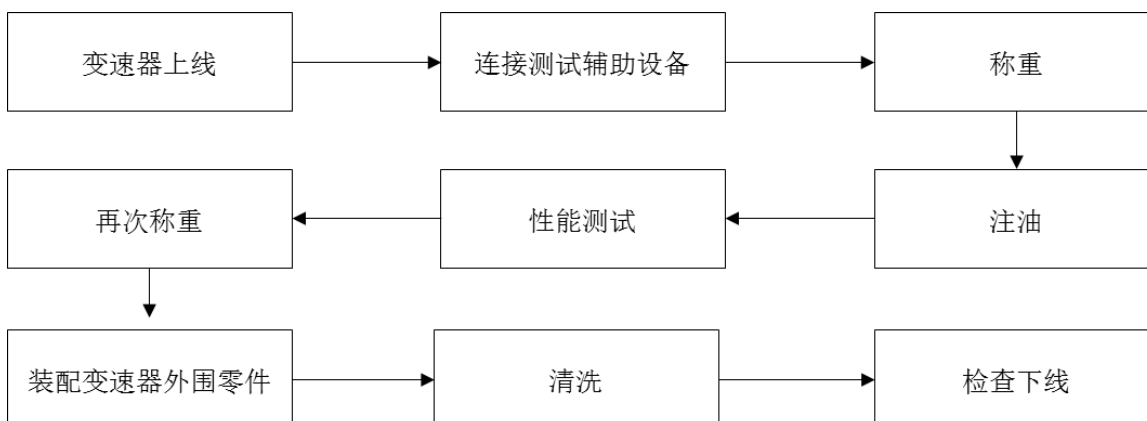 变速器上线
连接测试辅助设备
称重
注油
性能测试
再次称重
装配变速器外围零件
清洗
检查下线